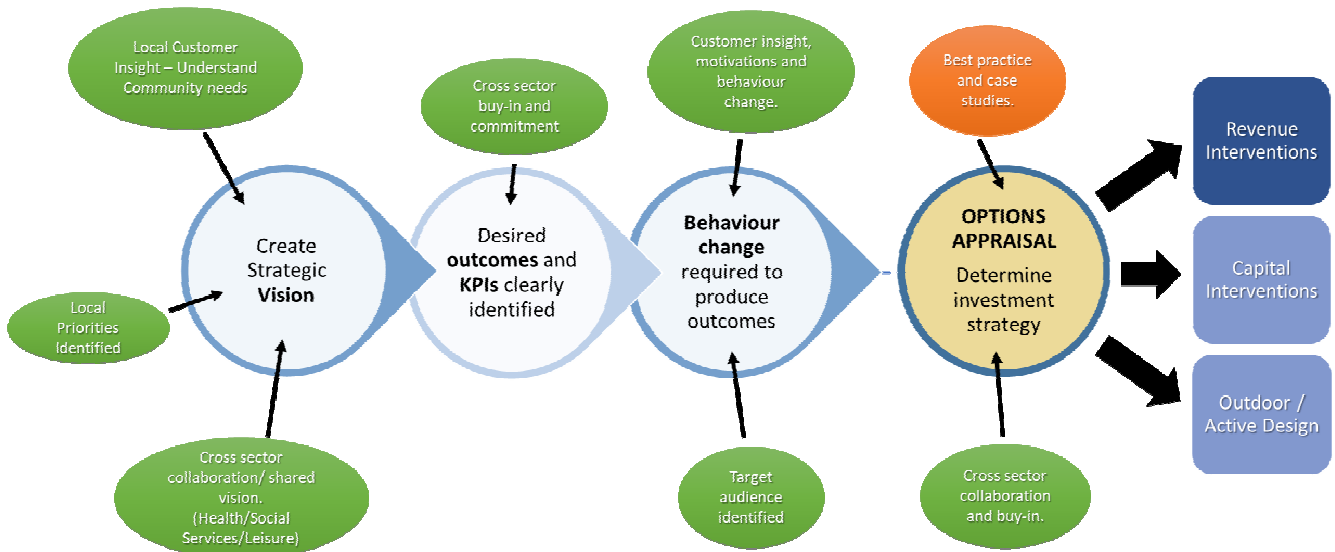 Local Customer
Insight – Understand
Community needs
Cross sector
buy-in and
commitment
Customer insight,
motivations and
behaviour
change.
Best practice
and case
studies.
Revenue
Interventions
Create
Strategic
Vision
Desired
outcomes and
KPIs clearly
identified
Behaviour
change
required to
produce
outcomes
OPTIONS
APPRAISAL
Determine
investment
strategy
Capital
Interventions
Local
Priorities
Identified
Outdoor /
Active Design
Cross sector
collaboration/ shared
vision.
(Health/Social
Services/Leisure)
Target
audience
identified
Cross sector
collaboration
and buy-in.